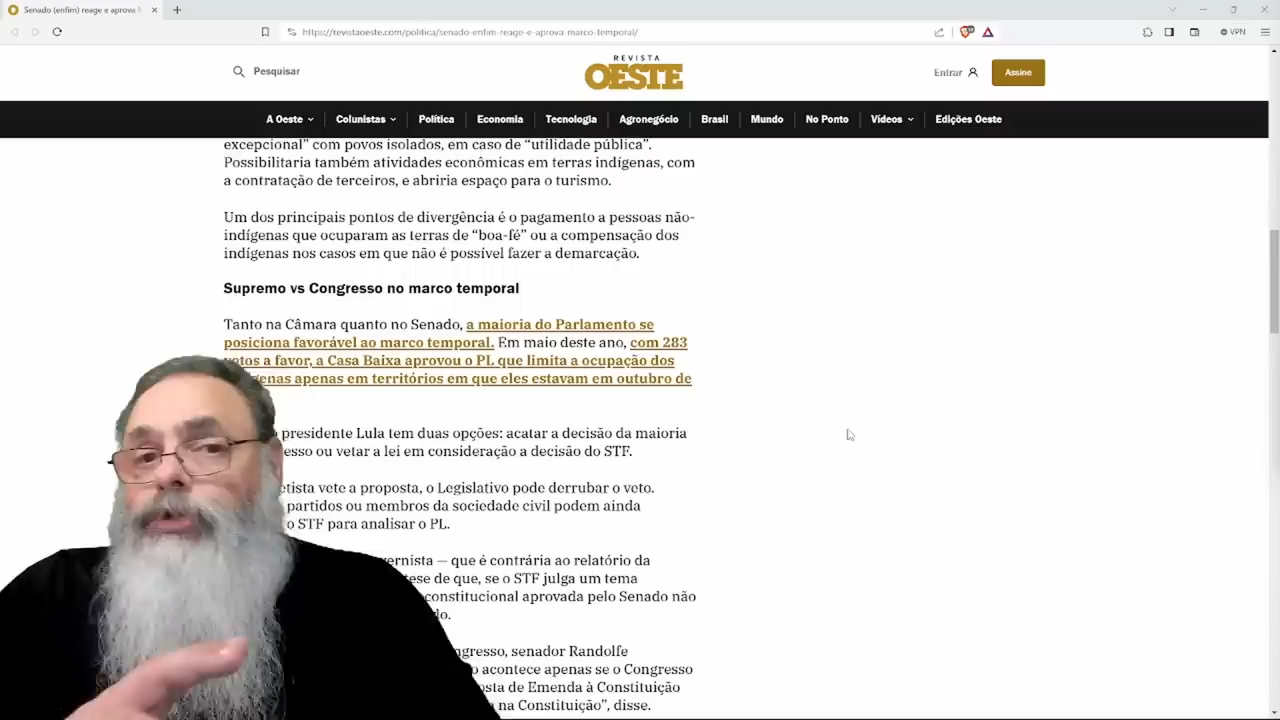 Senado (enfim) reage e aprova
https://revistaoeste.com/politica/senado-enfim-reage-e-aprova-marco-temporal/
VPN
Pesquisar
REVISTA
OESTE
Entrar
Assine
A Oeste
Colunistas
Política
Economia
Tecnologia
Agronegócio
Brasil
Mundo
No Ponto
Vídeos
Edições Oeste
excepcional” com povos isolados, em caso de “utilidade pública”.
Possibilitaria também atividades econômicas em terras indígenas, com
a contratação de terceiros, e abriria espaço para o turismo.
Um dos principais pontos de divergência é o pagamento a pessoas não-
indígenas que ocuparam as terras de “boa-fé” ou a compensação dos
indígenas nos casos em que não é possível fazer a demarcação.
Supremo vs Congresso no marco temporal
Tanto na Câmara quanto no Senado, a maioria do Parlamento se
posiciona favorável ao marco temporal. Em maio deste ano, com 283
votos a favor, a Casa Baixa aprovou o PL que limita a ocupação dos
apenas em territórios em que eles estavam em outubro de
presidente Lula tem duas opções: acatar a decisão da maioria
ou vetar a lei em consideração a decisão do STF.
vete a proposta, o Legislativo pode derrubar o veto.
partidos ou membros da sociedade civil podem ainda
o STF para analisar o PL.
— que é contrária ao relatório da
de que, se o STF julga um tema
constitucional aprovada pelo Senado não
senador Randolfe
acontece apenas se o Congresso
de Emenda à Constituição
na Constituição”, disse.